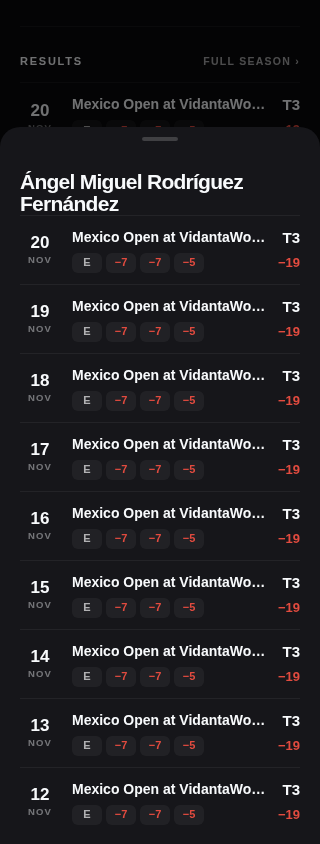 RESULTS
FULL SEASON ›
20 Mexico Open at VidantaWo... T3
Ángel Miguel Rodríguez
Fernández
20 Mexico Open at VidantaWo... T3
NOV E −7 −7 −5 −19
19 Mexico Open at VidantaWo... T3
NOV E −7 −7 −5 −19
18 Mexico Open at VidantaWo... T3
NOV E −7 −7 −5 −19
17 Mexico Open at VidantaWo... T3
NOV E −7 −7 −5 −19
16 Mexico Open at VidantaWo... T3
NOV E −7 −7 −5 −19
15 Mexico Open at VidantaWo... T3
NOV E −7 −7 −5 −19
14 Mexico Open at VidantaWo... T3
NOV E −7 −7 −5 −19
13 Mexico Open at VidantaWo... T3
NOV E −7 −7 −5 −19
12 Mexico Open at VidantaWo... T3
NOV E −7 −7 −5 −19